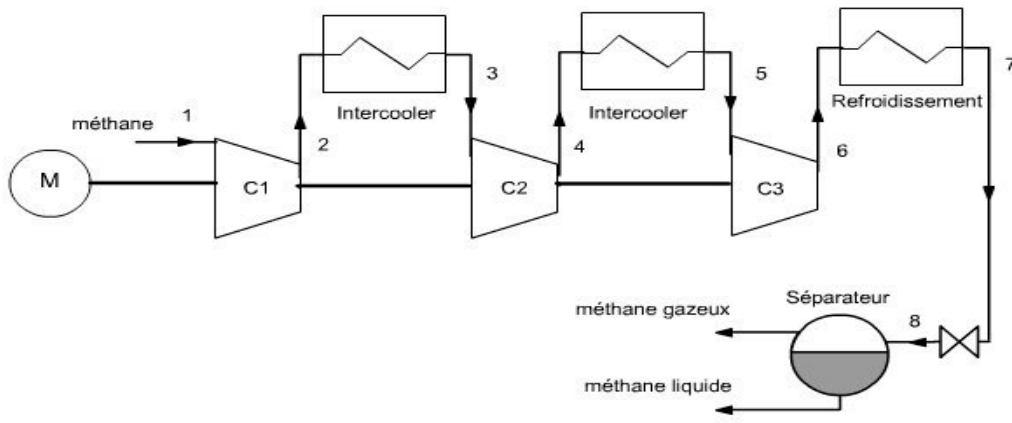 Intercooler
Intercooler
Refroidissement
méthane
1
2
3
4
5
6
7
M
C1
C2
C3
Séparateur
méthane gazeux
8
méthane liquide